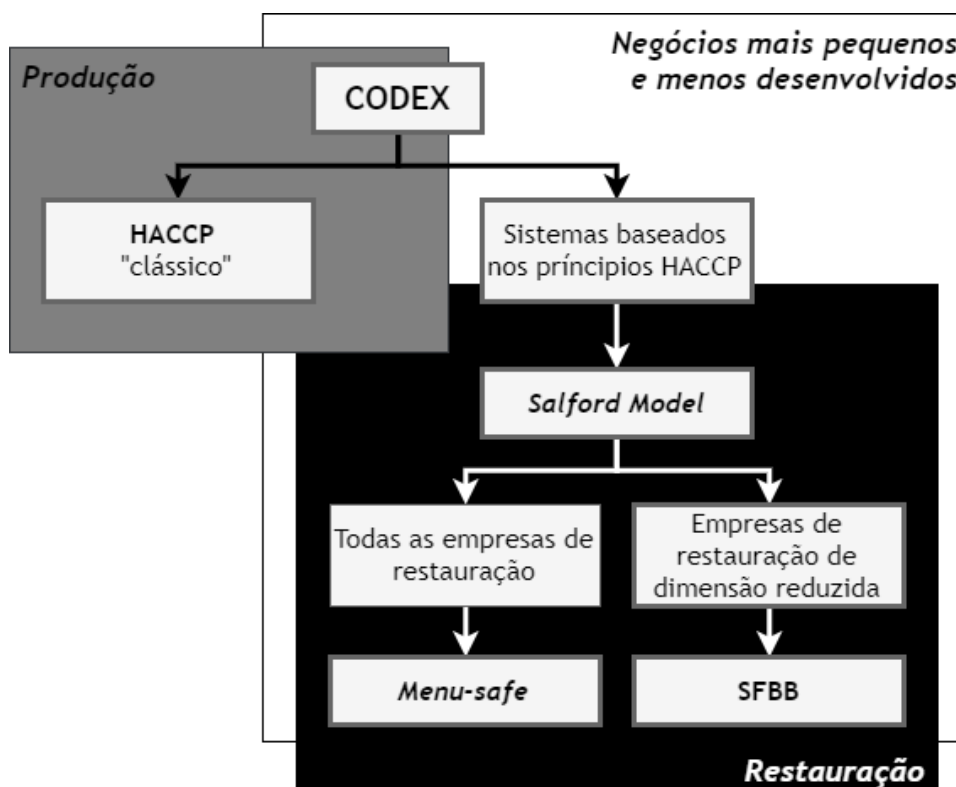 Negócios mais pequenos
e menos desenvolvidos
Produção
CODEX
HACCP
"clássico"
Sistemas baseados
nos príncipios HACCP
Salford Model
Todas as empresas de
restauração
Empresas de
restauração de
dimensão reduzida
Menu-safe
SFBB
Restauração